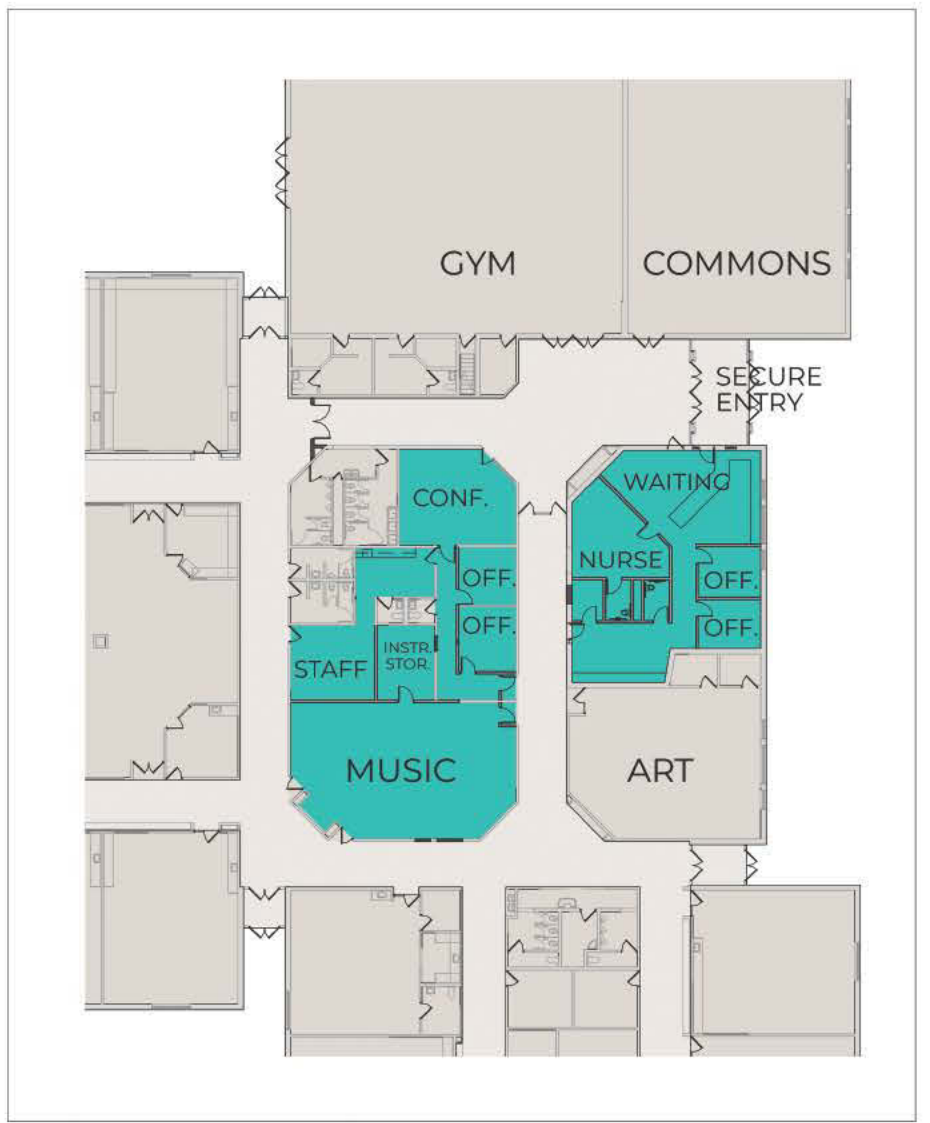 GYM
COMMONS
SECURE
ENTRY
WAITING
CONF.
NURSE
OFF.
OFF.
OFF.
OFF.
INSTR.
STOR.
STAFF
MUSIC
ART